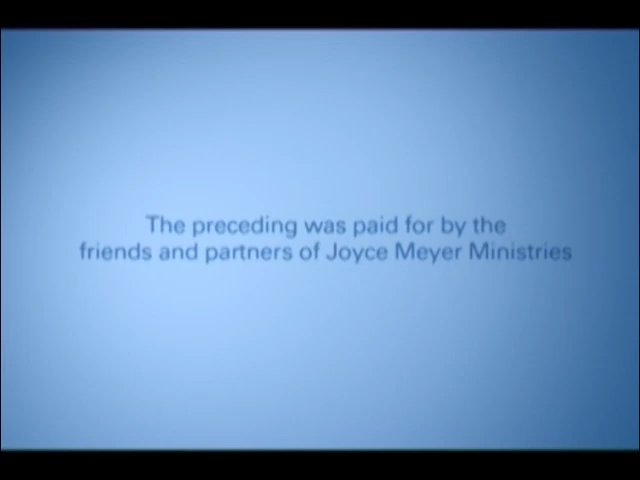 The preceding was paid for by the
friends and partners of Joyce Meyer Ministries